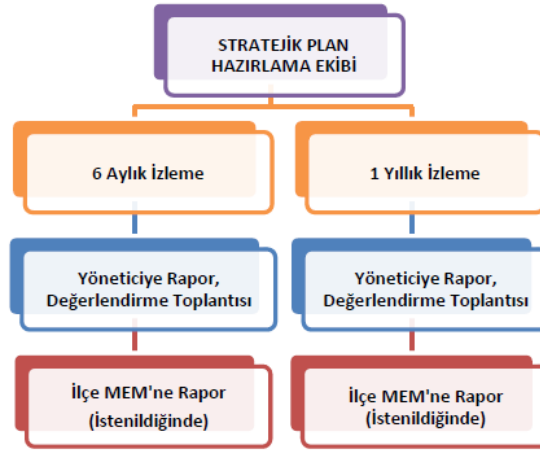 STRATEJİK PLAN
HAZIRLAMA EKİBİ
6 Aylık İzleme
1 Yıllık İzleme
Yöneticiye Rapor,
Değerlendirme Toplantısı
Yöneticiye Rapor,
Değerlendirme Toplantısı
İlçe MEM'ne Rapor
(İstenildiğinde)
İlçe MEM'ne Rapor
(İstenildiğinde)